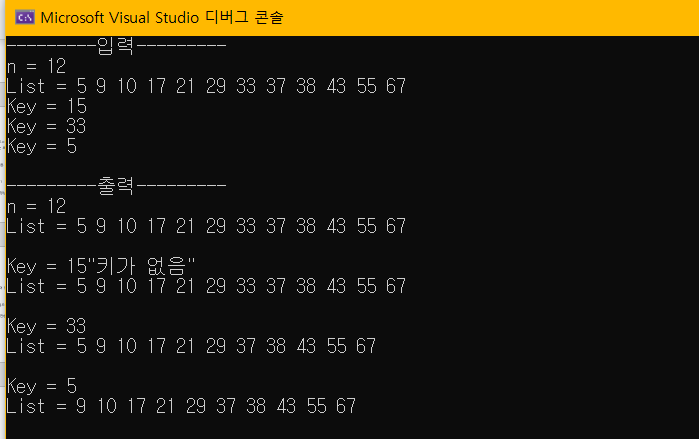 Microsoft Visual Studio 디버그 콘솔
---------입력---------
n = 12
List = 5 9 10 17 21 29 33 37 38 43 55 67
Key = 15
Key = 33
Key = 5
---------출력---------
n = 12
List = 5 9 10 17 21 29 33 37 38 43 55 67
Key = 15"키가 없음"
List = 5 9 10 17 21 29 33 37 38 43 55 67
Key = 33
List = 5 9 10 17 21 29 37 38 43 55 67
Key = 5
List = 9 10 17 21 29 37 38 43 55 67